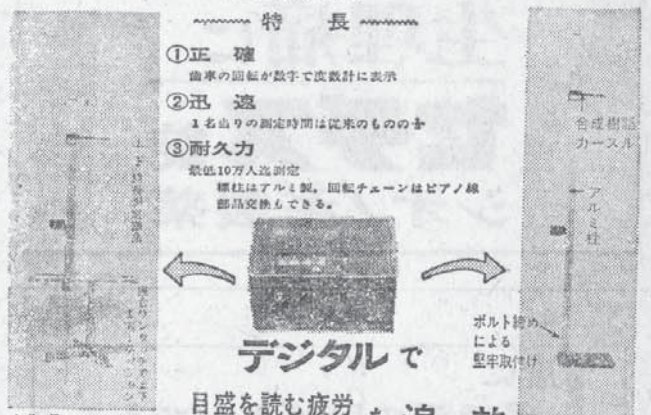 特長
①正確
歯車の回転が数字で度数計に表示
②迅速
1名当りの測定時間は従来のものの
③耐久力
最低10万人迄測定
標柱はアルミ製，回転チェーンはピアノ線
部品交換もできる。
合成樹脂
カーソル
アルミ柱
ボルト締め
による
堅牢取付け
デジタルで
目盛を読む疲労
を追放